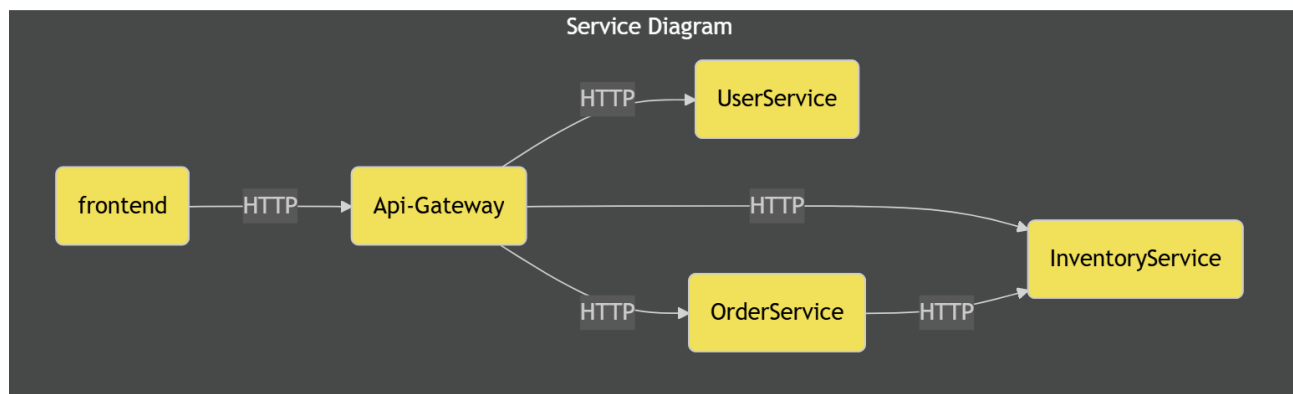 Service Diagram
HTTP
UserService
frontend
HTTP
Api-Gateway
HTTP
InventoryService
HTTP
OrderService
HTTP